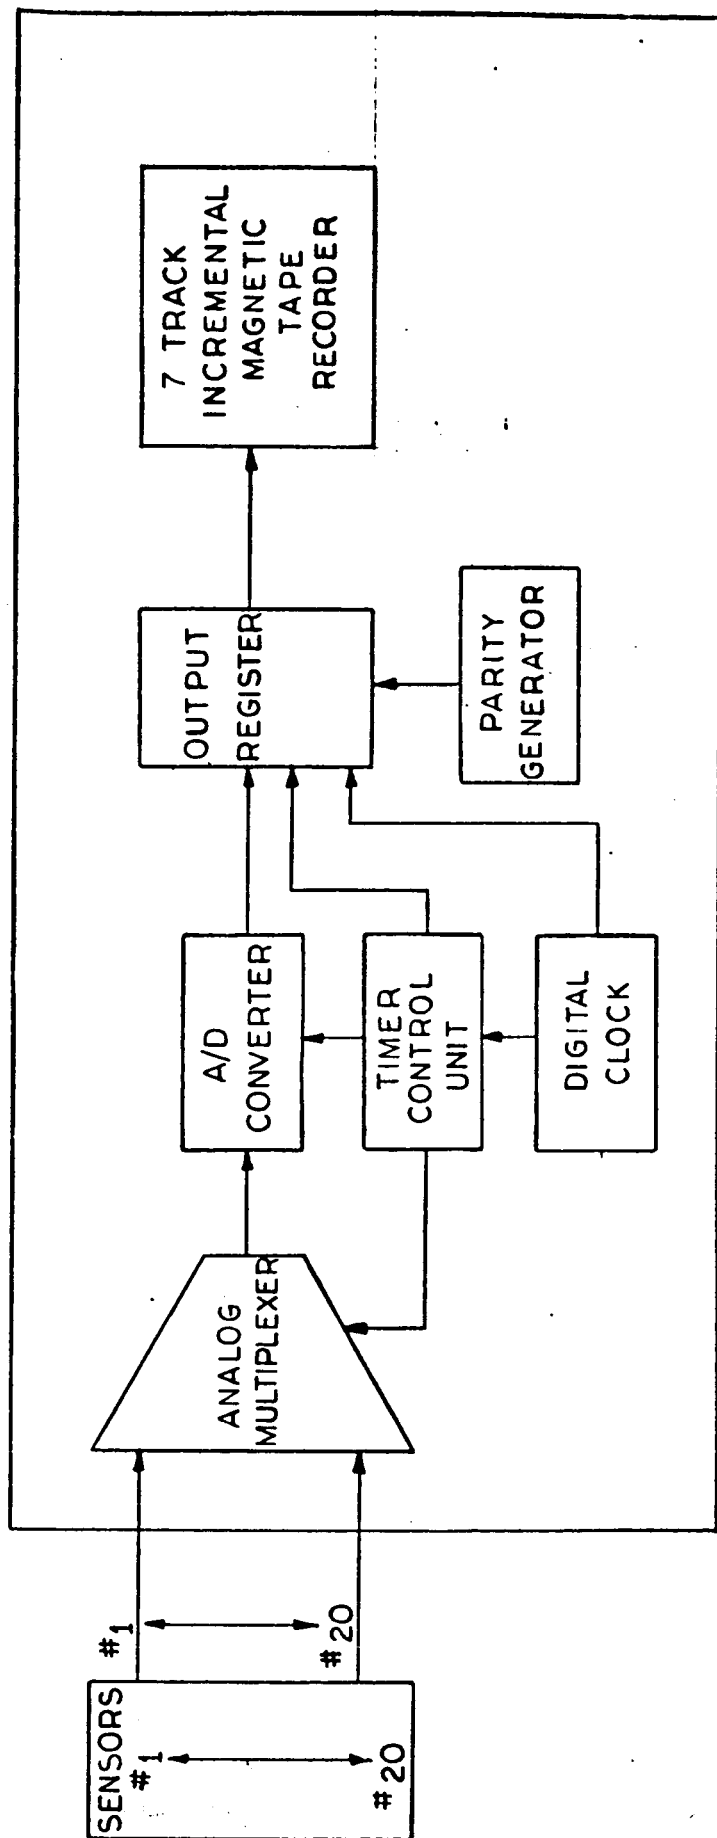 SENSORS
#1
#20
#1
#20
ANALOG
MULTIPLEXER
A/D
CONVERTER
TIMER
CONTROL
UNIT
DIGITAL
CLOCK
OUTPUT
REGISTER
PARITY
GENERATOR
7 TRACK
INCREMENTAL
MAGNETIC
TAPE
RECORDER